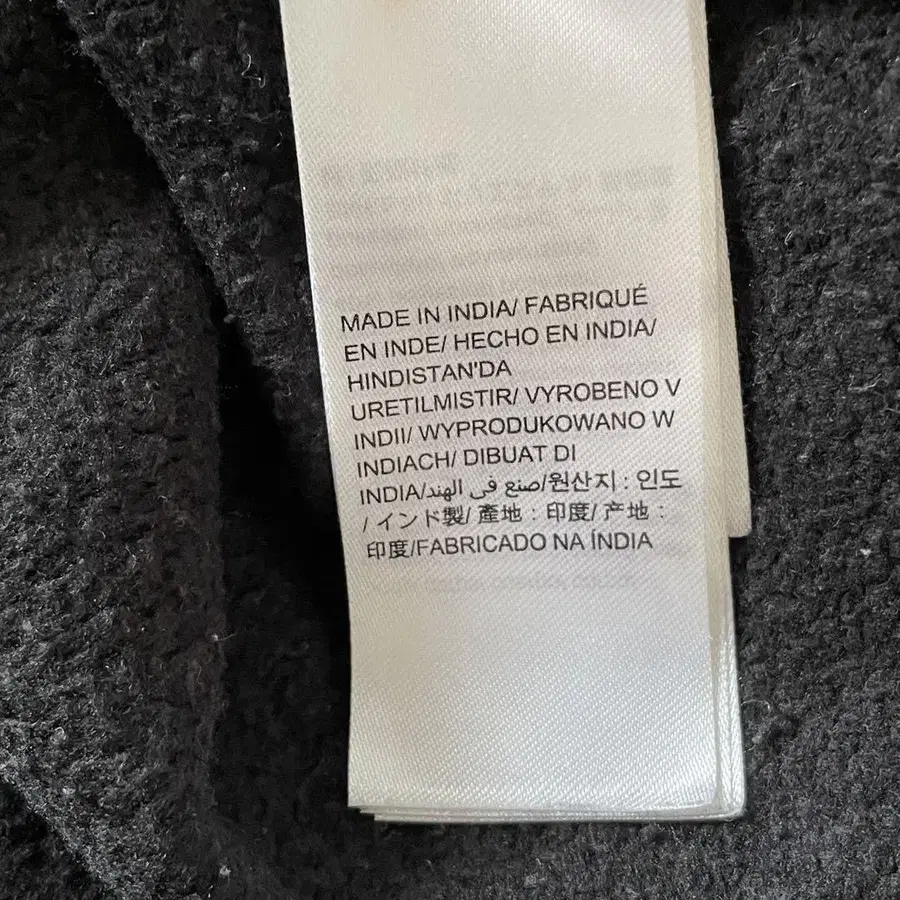 MADE IN INDIA/ FABRIQUÉ
EN INDE/ HECHO EN INDIA/
HINDISTAN'DA
URETILMISTIR/ VYROBENO V
INDII/ WYPRODUKOWANO W
INDIACH/ DIBUAT DI
INDIA/صنع في الهند/원산지 : 인도
/ インド製/ 產地 : 印度/ 产地 :
印度/FABRICADO NA ÍNDIA